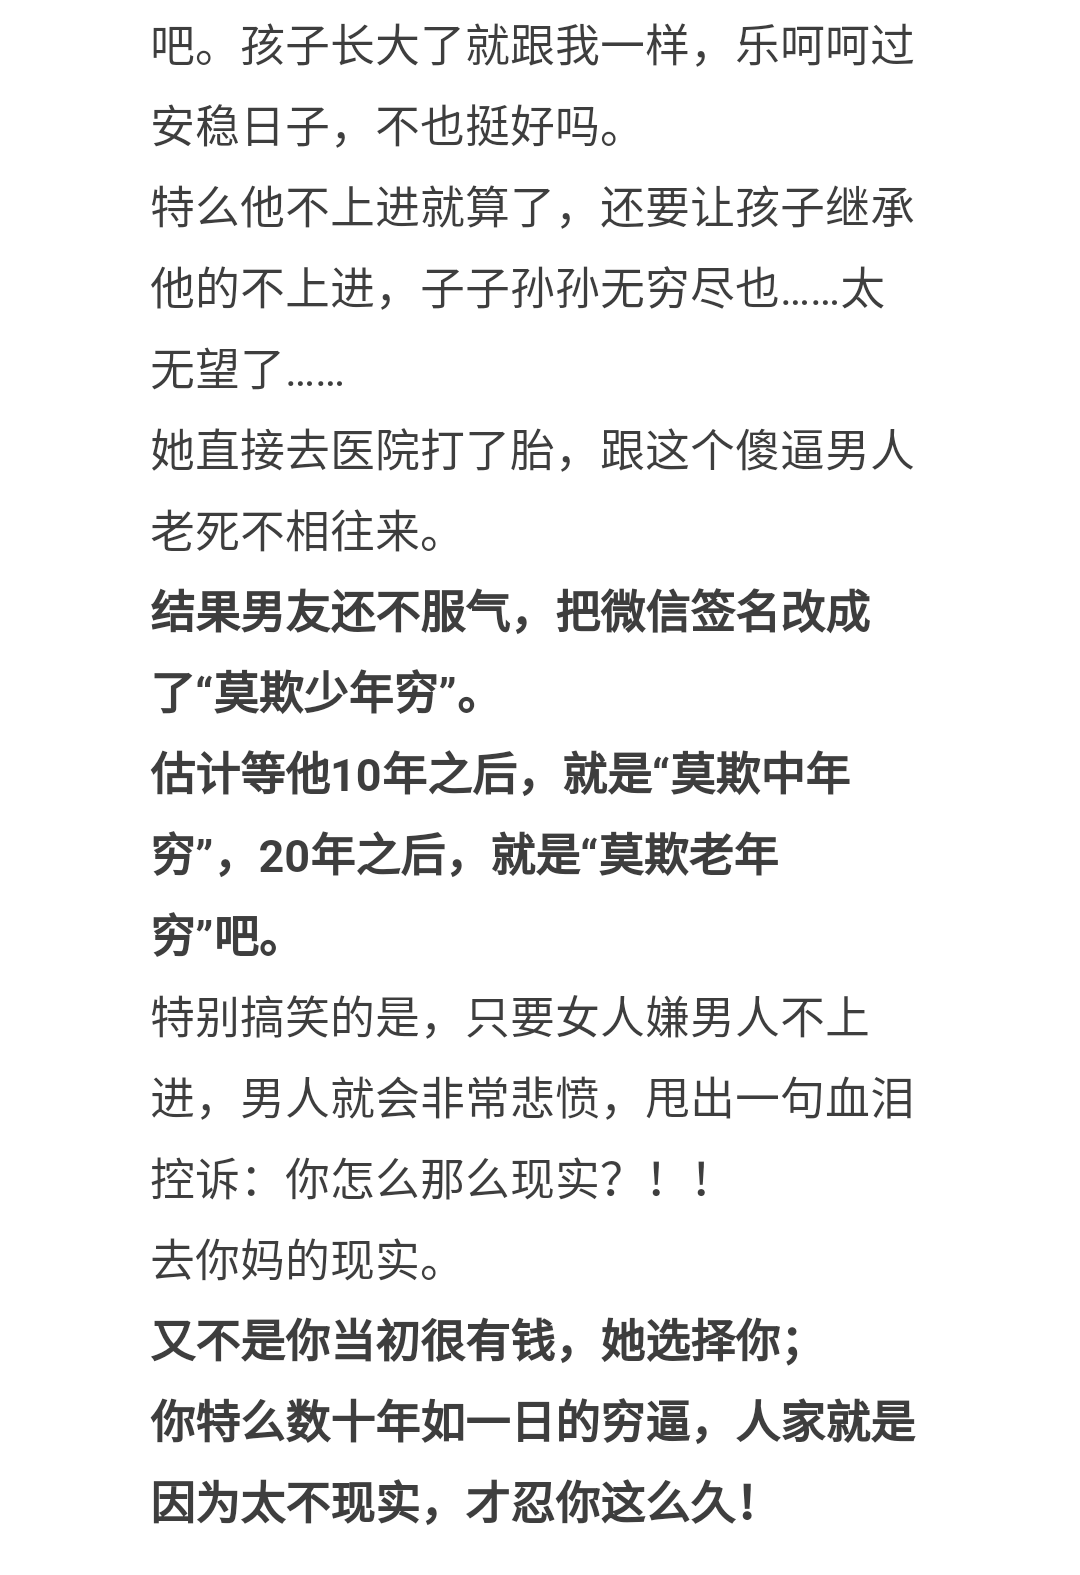 吧。孩子长大了就跟我一样，乐呵呵过
安稳日子，不也挺好吗。
特么他不上进就算了，还要让孩子继承
他的不上进，子子孙孙无穷尽也……太
无望了……
她直接去医院打了胎，跟这个傻逼男人
老死不相往来。
结果男友还不服气，把微信签名改成
了“莫欺少年穷”。
估计等他10年之后，就是“莫欺中年
穷”，20年之后，就是“莫欺老年
穷”吧。
特别搞笑的是，只要女人嫌男人不上
进，男人就会非常悲愤，甩出一句血泪
控诉：你怎么那么现实？！！
去你妈的现实。
又不是你当初很有钱，她选择你；
你特么数十年如一日的穷逼，人家就是
因为太不现实，才忍你这么久！